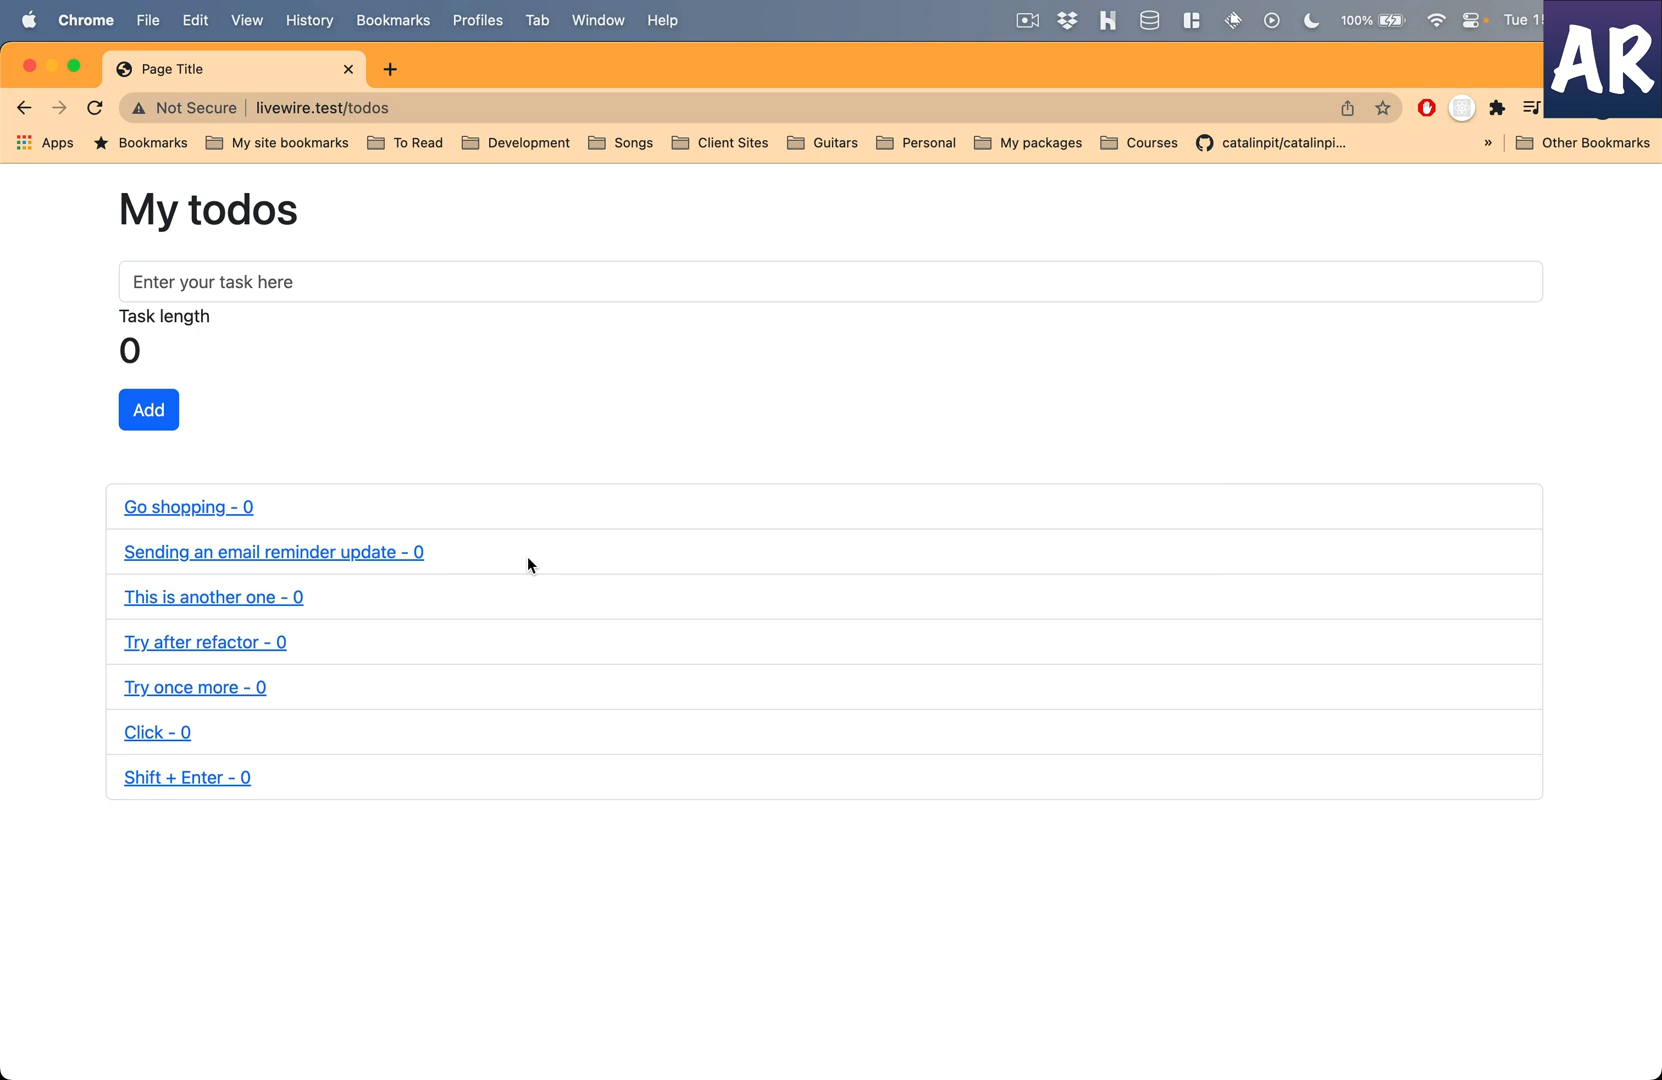 Chrome File Edit View History Bookmarks Profiles Tab Window Help 100% Tue 1
AR
Page Title
Not Secure livewire.test/todos
Apps Bookmarks My site bookmarks To Read Development Songs Client Sites Guitars Personal My packages Courses catalinpit/catalinpi... » Other Bookmarks
My todos
Enter your task here
Task length
0
Add
Go shopping - 0
Sending an email reminder update - 0
This is another one - 0
Try after refactor - 0
Try once more - 0
Click - 0
Shift + Enter - 0